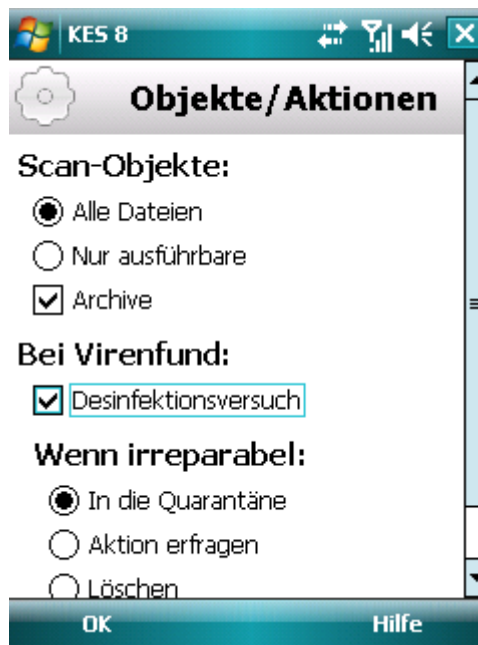 KES 8
Objekte/Aktionen
Scan-Objekte:
Alle Dateien
Nur ausführbare
Archive
Bei Virenfund:
Desinfektionsversuch
Wenn irreparabel:
In die Quarantäne
Aktion erfragen
Löschen
OK Hilfe